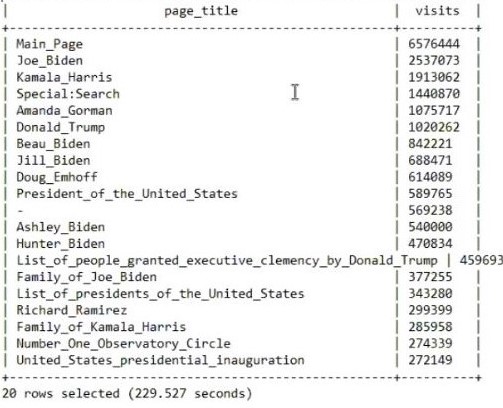 | page_title | visits |
+--------------------------------------------------+----------+
| Main_Page | 6576444 |
| Joe_Biden | 2537073 |
| Kamala_Harris | 1913062 |
| Special:Search | 1440870 |
| Amanda_Gorman | 1075717 |
| Donald_Trump | 1020262 |
| Beau_Biden | 842221 |
| Jill_Biden | 688471 |
| Doug_Emhoff | 614089 |
| President_of_the_United_States | 589765 |
| - | 569238 |
| Ashley_Biden | 540000 |
| Hunter_Biden | 470834 |
| List_of_people_granted_executive_clemency_by_Donald_Trump | 459693
| Family_of_Joe_Biden | 377255 |
| List_of_presidents_of_the_United_States | 343280 |
| Richard_Ramirez | 299399 |
| Family_of_Kamala_Harris | 285958 |
| Number_One_Observatory_Circle | 274339 |
| United_States_presidential_inauguration | 272149 |
+--------------------------------------------------+----------+
20 rows selected (229.527 seconds)